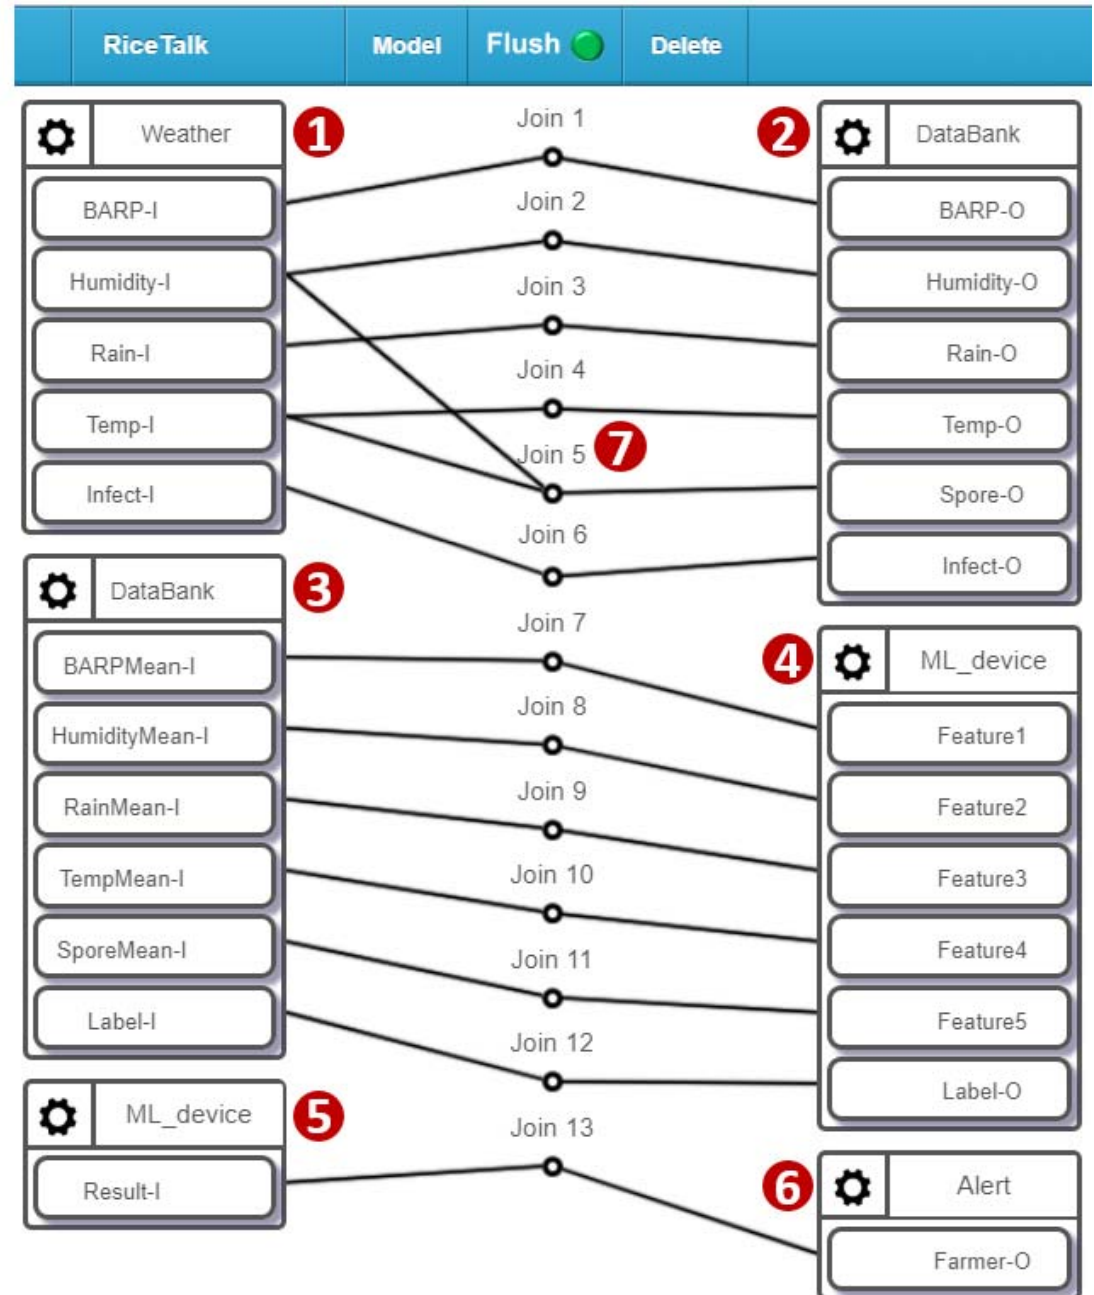 RiceTalk Model Flush Delete
Weather 1
BARP-I
Humidity-I
Rain-I
Temp-I
Infect-I
Join 1
Join 2
Join 3
Join 4
Join 5 7
Join 6
2 DataBank
BARP-O
Humidity-O
Rain-O
Temp-O
Spore-O
Infect-O
DataBank 3
BARPMean-I
HumidityMean-I
RainMean-I
TempMean-I
SporeMean-I
Label-I
Join 7
Join 8
Join 9
Join 10
Join 11
Join 12
4 ML_device
Feature1
Feature2
Feature3
Feature4
Feature5
Label-O
ML_device 5
Result-I
Join 13
6 Alert
Farmer-O